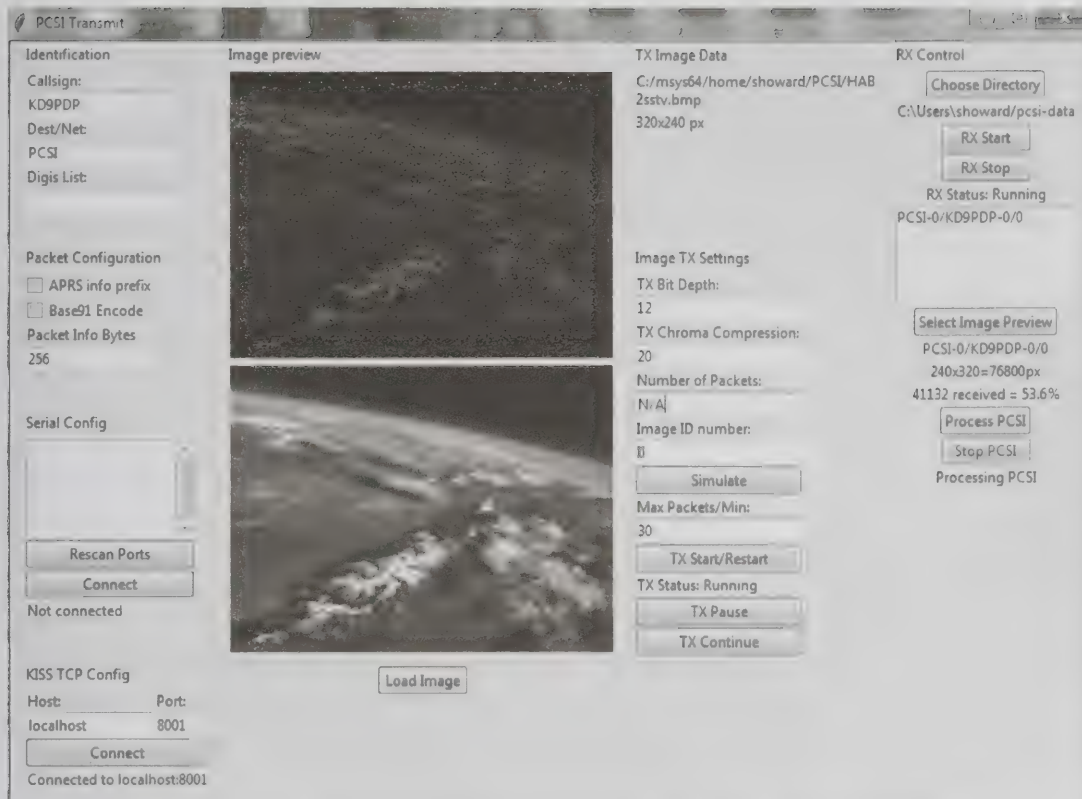 PCSI Transmit
Identification
Callsign:
KD9PDP
Dest/Net:
PCSI
Digis List:
Packet Configuration
APRS info prefix
Base91 Encode
Packet Info Bytes
256
Serial Config
Rescan Ports
Connect
Not connected
KISS TCP Config
Host: Port:
localhost 8001
Connect
Connected to localhost:8001
Image preview
Load Image
TX Image Data
C:/msys64/home/showard/PCSI/HAB
2sstv.bmp
320x240 px
Image TX Settings
TX Bit Depth:
12
TX Chroma Compression:
20
Number of Packets:
N/A
Image ID number:
Simulate
Max Packets/Min:
30
TX Start/Restart
TX Status: Running
TX Pause
TX Continue
RX Control
Choose Directory
C:\Users\showard/pcsi-data
RX Start
RX Stop
RX Status: Running
PCSI-0/KD9PDP-0/0
Select Image Preview
PCSI-0/KD9PDP-0/0
240x320=76800px
41132 received = 53.6%
Process PCSI
Stop PCSI
Processing PCSI